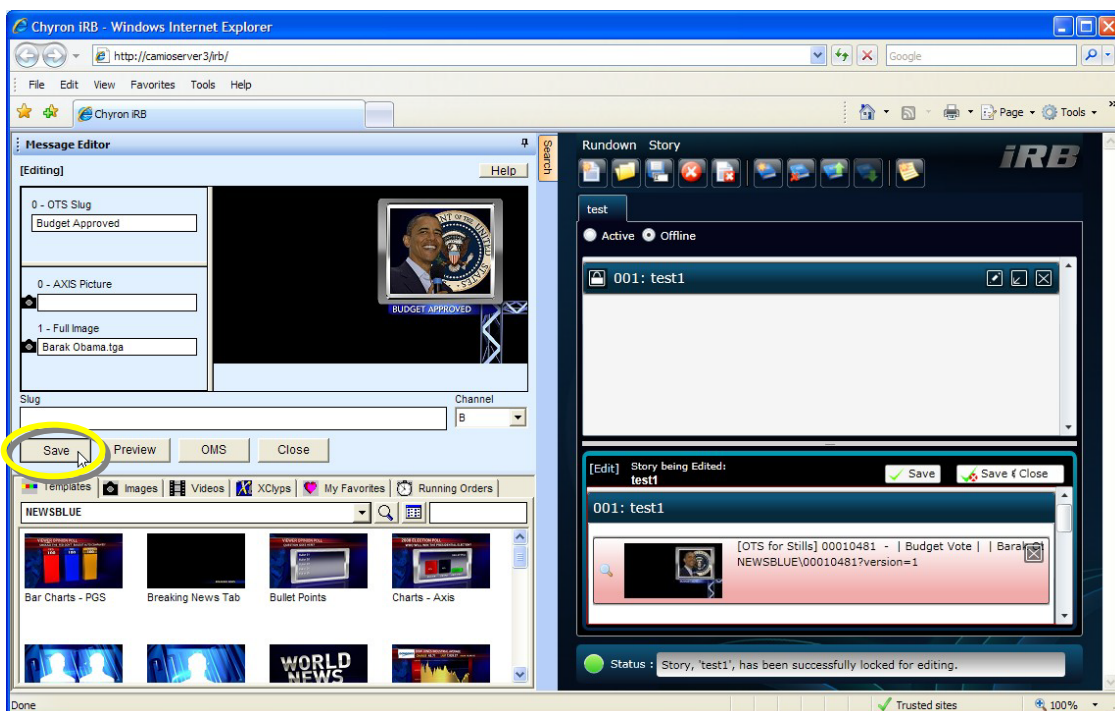 Chyron iRB - Windows Internet Explorer
http://camioserver3/irb/
Google
File Edit View Favorites Tools Help
Chyron iRB
Page Tools
Message Editor
[Editing]
Help
0 - OTS Slug
Budget Approved
0 - AXIS Picture
1 - Full Image
Barak Obama.tga
BUDGET APPROVED
Slug
Channel
B
Save Preview OMS Close
Templates Images Videos XClyps My Favorites Running Orders
NEWSBLUE
Bar Charts - PGS
Breaking News Tab
Bullet Points
Charts - Axis
WORLD
NEWS
Search
Rundown Story
iRB
test
Active Offline
001: test1
[Edit] Story being Edited:
test1
Save Save & Close
001: test1
[OTS for Stills] 00010481 - | Budget Vote | | Barak
NEWSBLUE\00010481?version=1
Status : Story, 'test1', has been successfully locked for editing.
Done
Trusted sites
100%